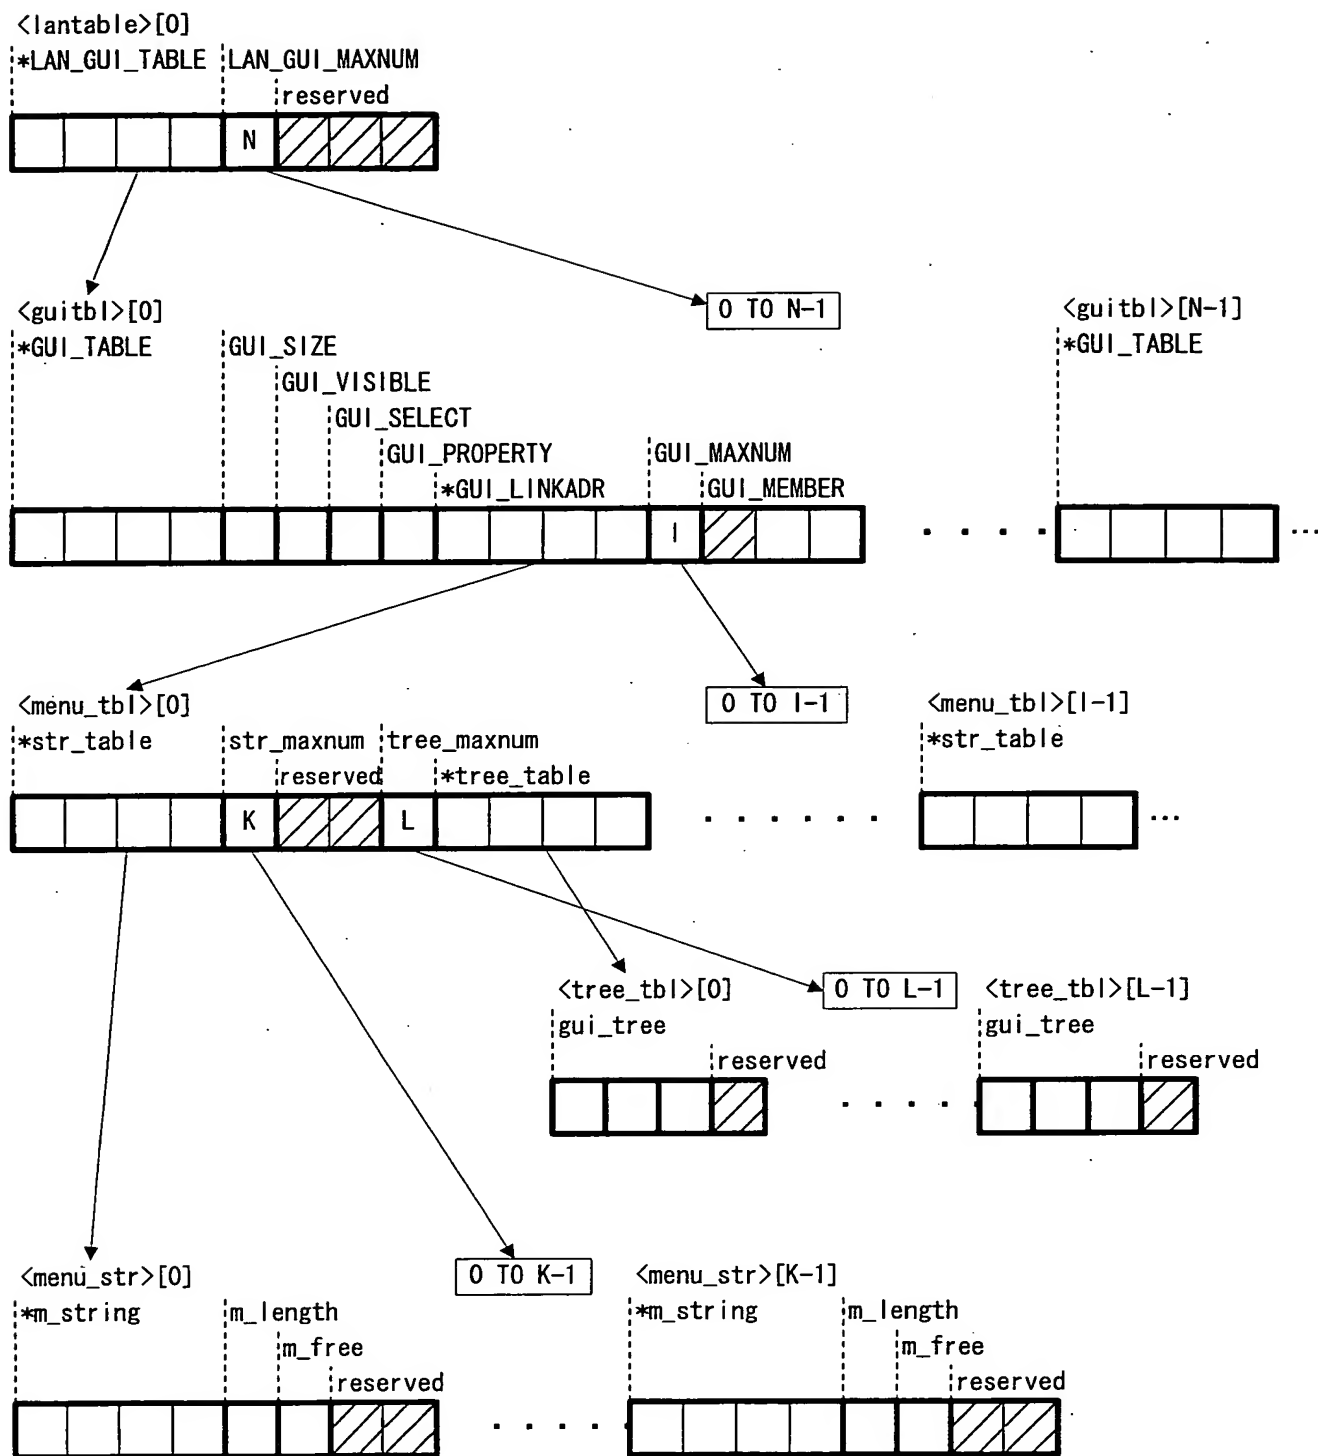 <lantable>[0]
*LAN_GUI_TABLE LAN_GUI_MAXNUM
reserved
N
<guitbl>[0] 0 TO N-1 <guitbl>[N-1]
*GUI_TABLE GUI_SIZE *GUI_TABLE
GUI_VISIBLE
GUI_SELECT
GUI_PROPERTY GUI_MAXNUM
*GUI_LINKADR GUI_MEMBER
I
...
<menu_tbl>[0] 0 TO I-1 <menu_tbl>[I-1]
*str_table str_maxnum tree_maxnum *str_table
reserved *tree_table
K L
...
<tree_tbl>[0] 0 TO L-1 <tree_tbl>[L-1]
gui_tree gui_tree
reserved reserved
<menu_str>[0] 0 TO K-1 <menu_str>[K-1]
*m_string m_length *m_string m_length
m_free m_free
reserved reserved